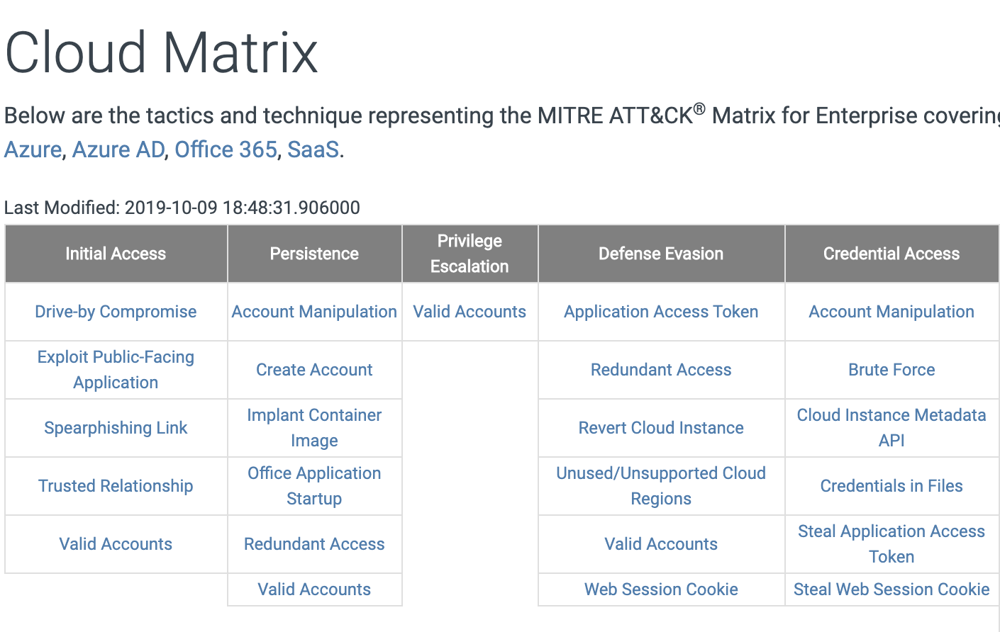 Cloud Matrix
Below are the tactics and technique representing the MITRE ATT&CK® Matrix for Enterprise covering
Azure, Azure AD, Office 365, SaaS.
Last Modified: 2019-10-09 18:48:31.906000
Initial Access Persistence Privilege Escalation Defense Evasion Credential Access
Drive-by Compromise Account Manipulation Valid Accounts Application Access Token Account Manipulation
Exploit Public-Facing Application Create Account Redundant Access Brute Force
Spearphishing Link Implant Container Image Revert Cloud Instance Cloud Instance Metadata API
Trusted Relationship Office Application Startup Unused/Unsupported Cloud Regions Credentials in Files
Valid Accounts Redundant Access Valid Accounts Steal Application Access Token
Valid Accounts Web Session Cookie Steal Web Session Cookie